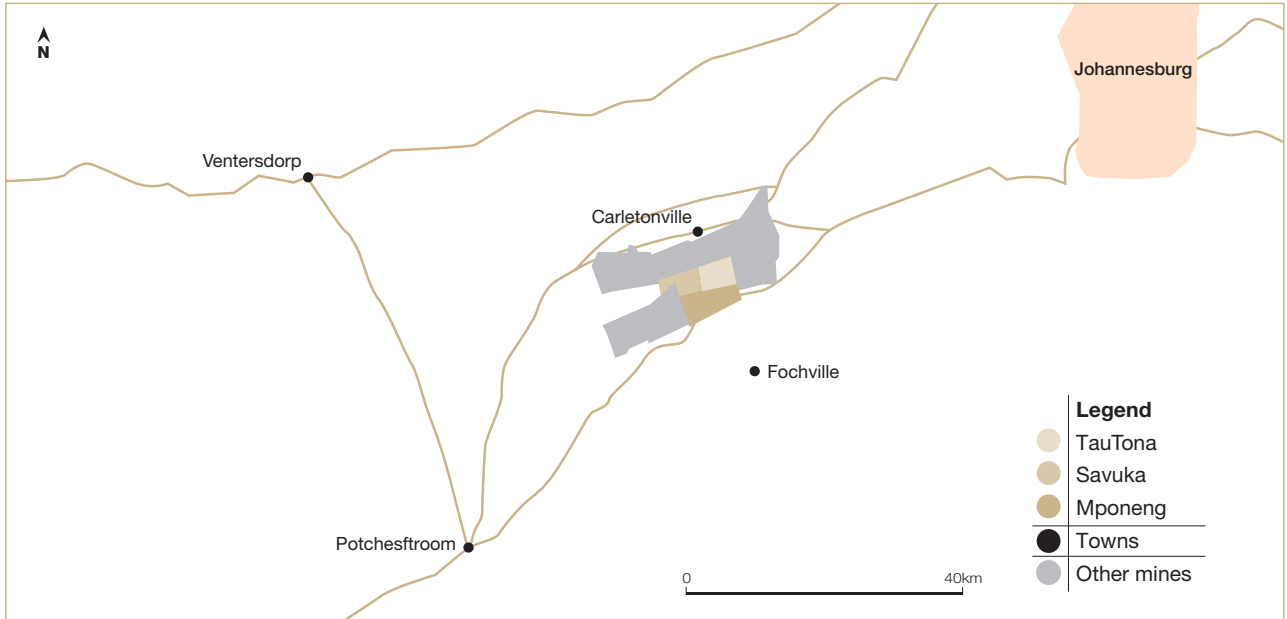 N
Johannesburg
Ventersdorp
Carletonville
Fochville
Legend
TauTona
Savuka
Mponeng
Potchesftroom
Towns
0 40km
Other mines